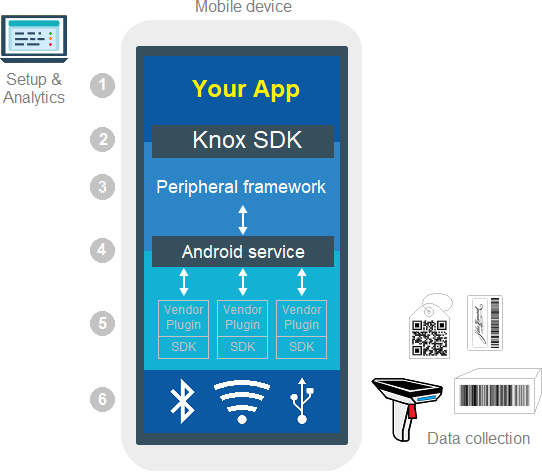 Mobile device
Setup &
Analytics
1
Your App
2
Knox SDK
3
Peripheral framework
4
Android service
5
Vendor
Plugin
SDK
Vendor
Plugin
SDK
Vendor
Plugin
SDK
6
Data collection